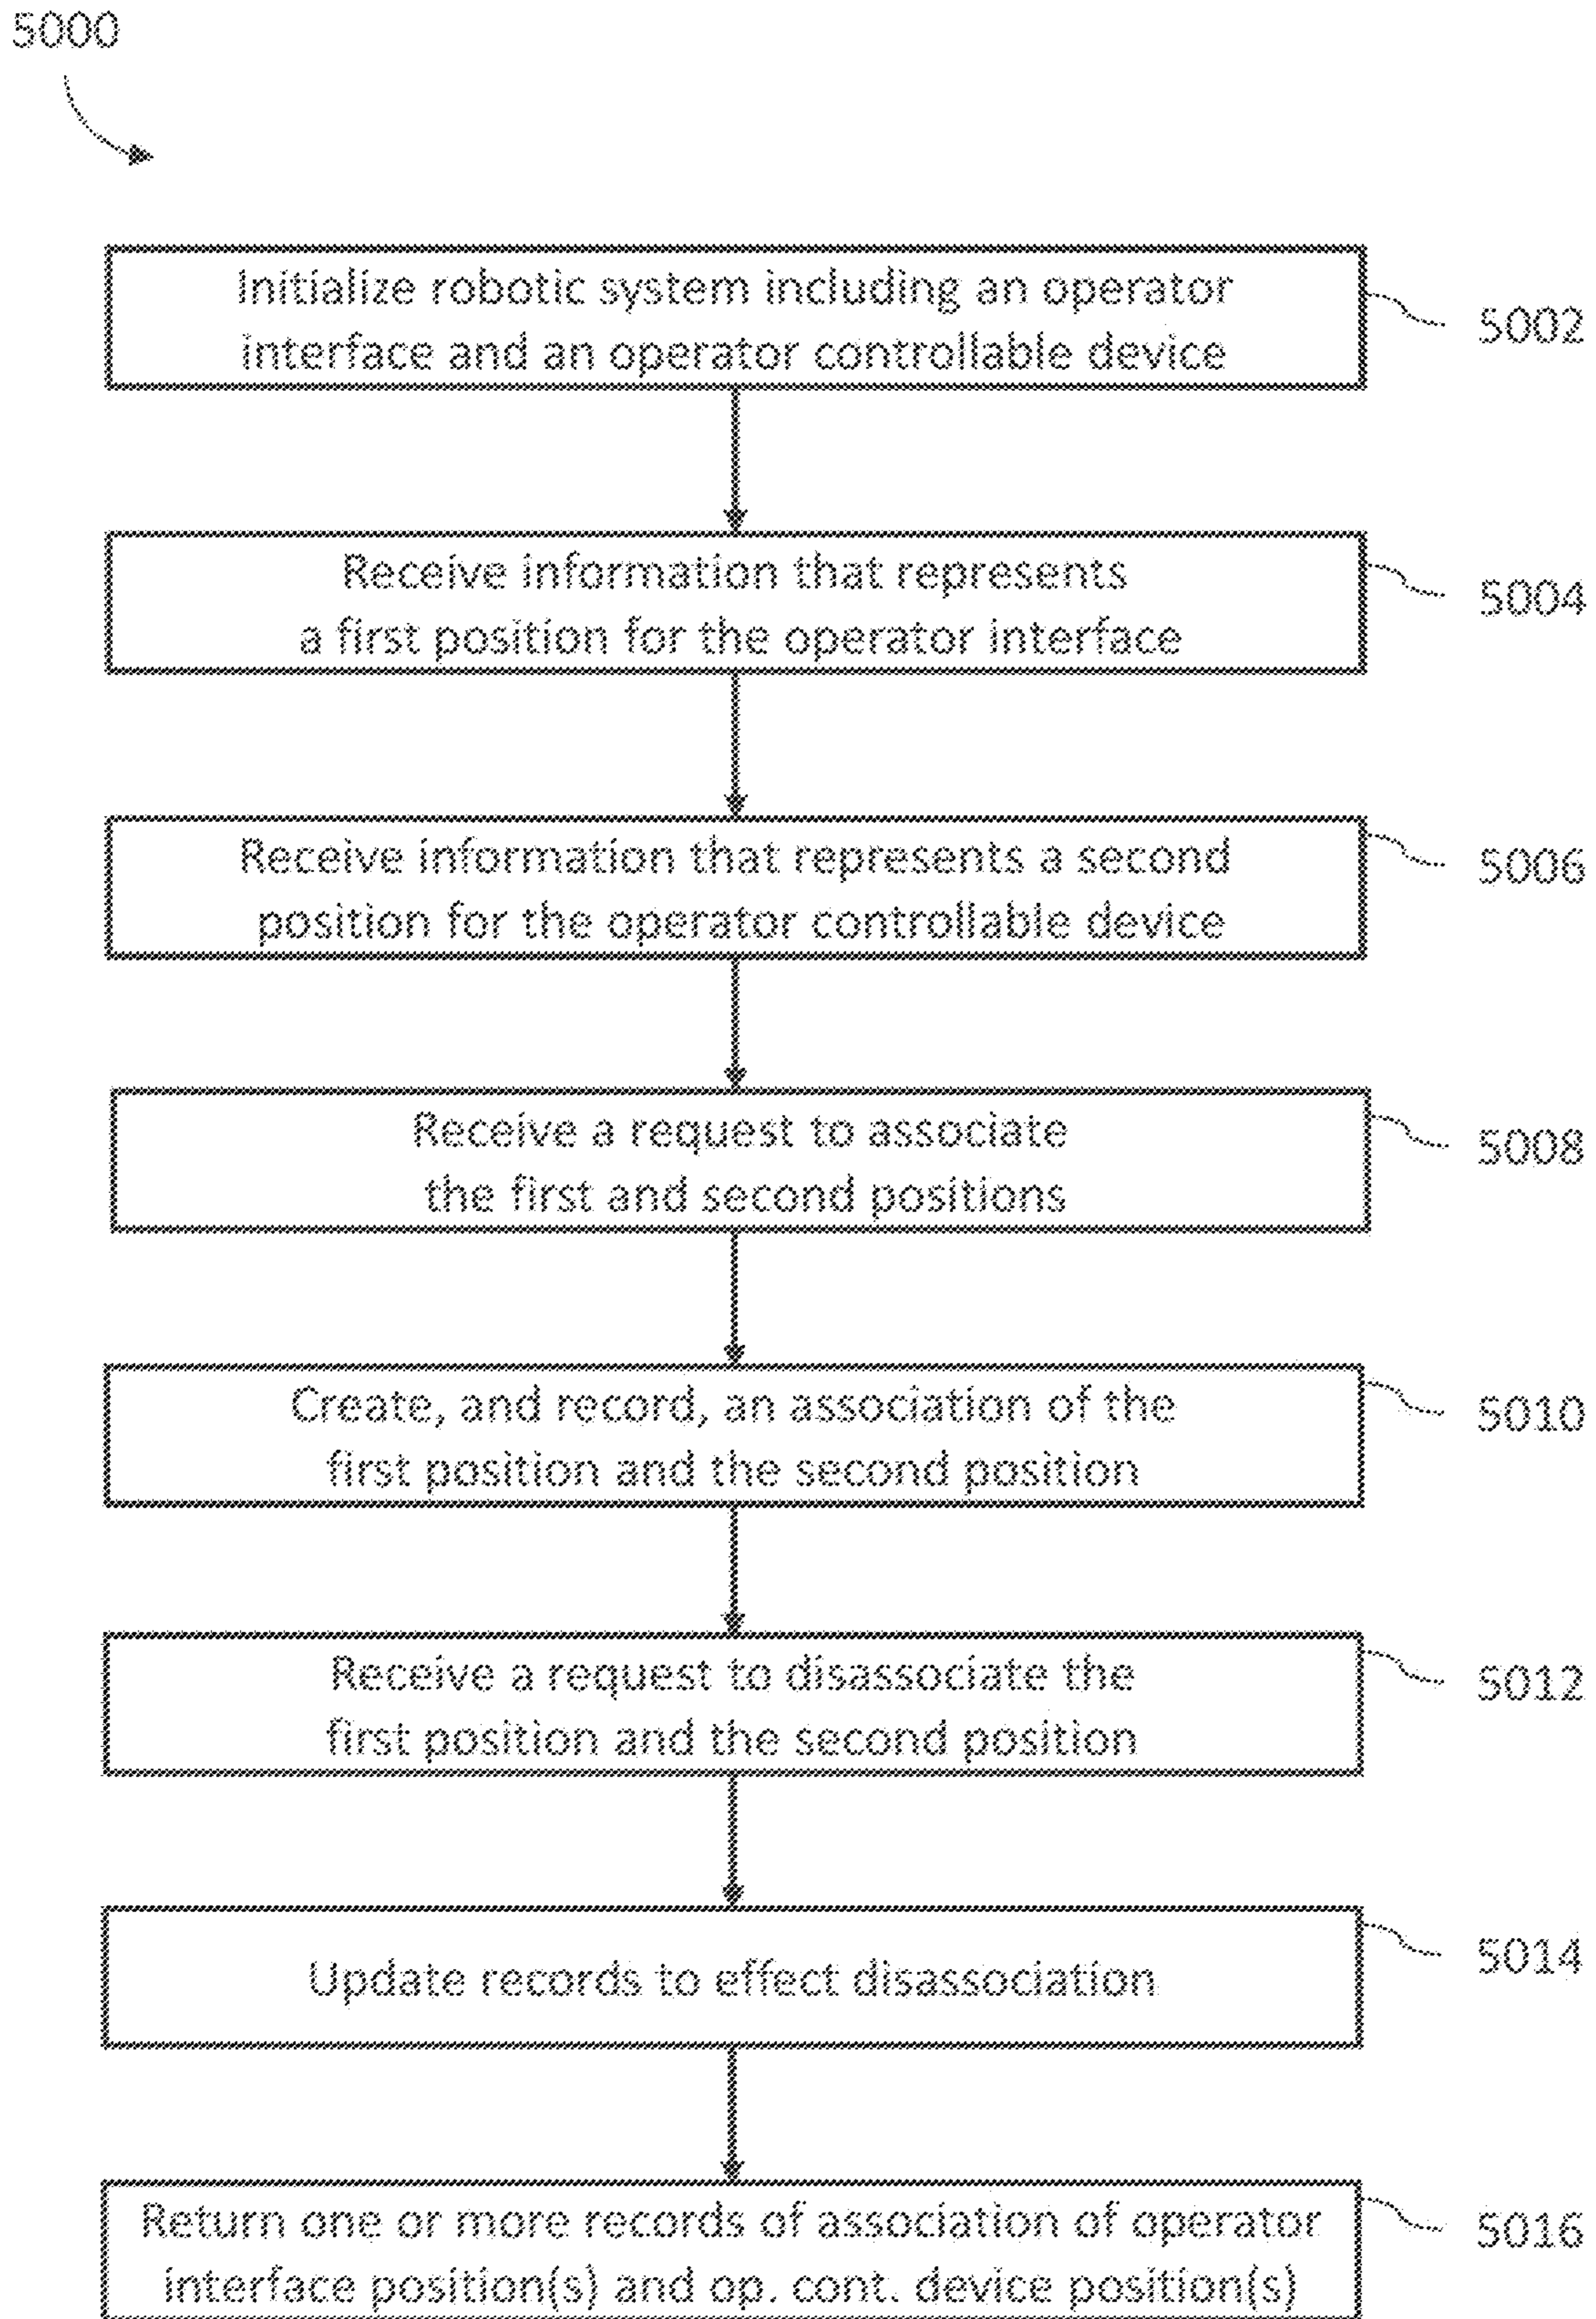 5000
Initialize robotic system including an operator
interface and an operator controllable device
5002
Receive information that represents
a first position for the operator interface
5004
Receive information that represents a second
position for the operator controllable device
5006
Receive a request to associate
the first and second positions
5008
Create, and record, an association of the
first position and the second position
5010
Receive a request to disassociate the
first position and the second position
5012
Update records to effect disassociation
5014
Return one or more records of association of operator
interface position(s) and op. cont. device position(s)
5016